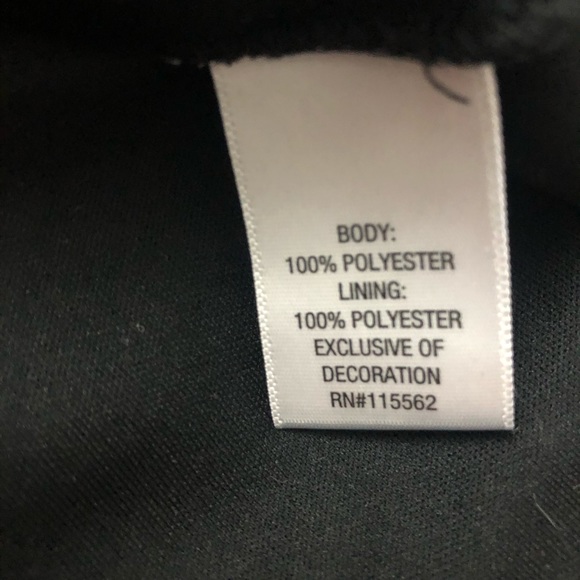 BODY:
100% POLYESTER
LINING:
100% POLYESTER
EXCLUSIVE OF
DECORATION
RN#115562